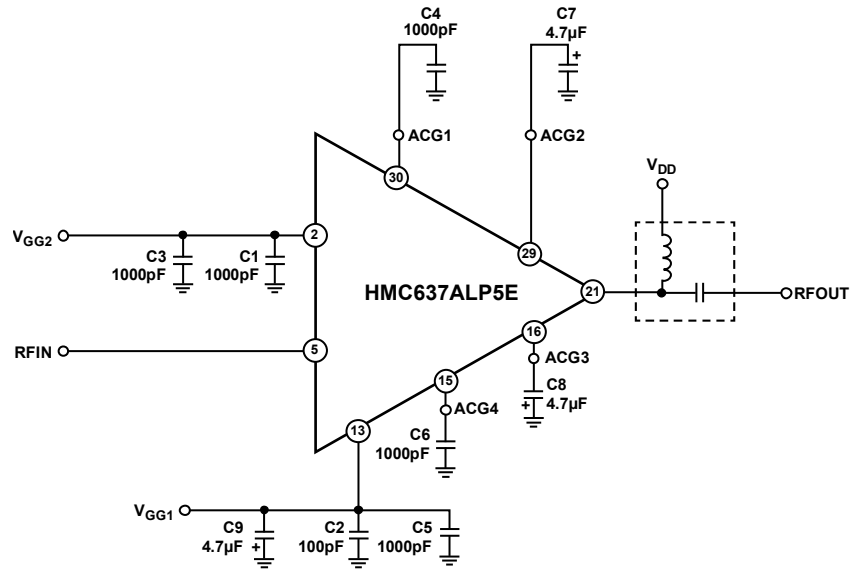 C4
1000pF
C7
4.7µF
+
ACG1
ACG2
30
VDD
VGG2
2
C3
1000pF
C1
1000pF
29
HMC637ALP5E
21
RFOUT
16
RFIN
5
ACG3
15
C8
4.7µF
+
ACG4
13
C6
1000pF
VGG1
C9
4.7µF
+
C2
100pF
C5
1000pF